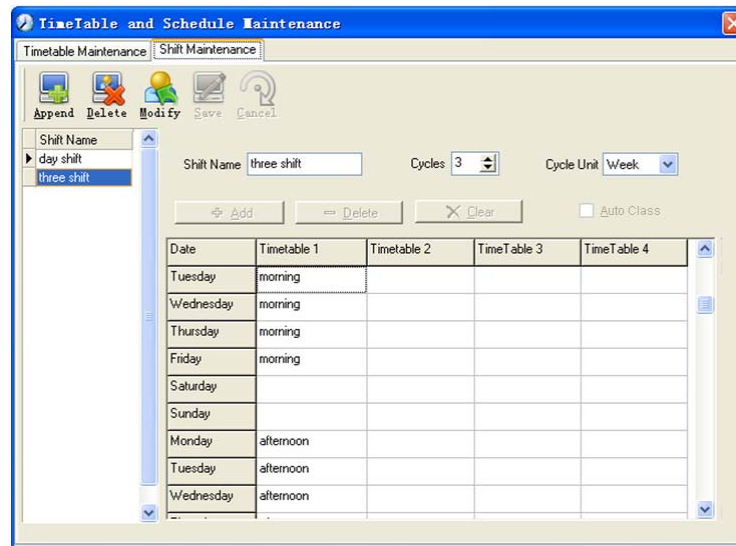 TimeTable and Schedule Maintenance
Timetable Maintenance Shift Maintenance
Append Delete Modify Save Cancel
Shift Name
day shift
three shift
Shift Name three shift Cycles 3 Cycle Unit Week
Add Delete Clear Auto Class
Date Timetable 1 Timetable 2 TimeTable 3 TimeTable 4
Tuesday morning
Wednesday morning
Thursday morning
Friday morning
Saturday
Sunday
Monday afternoon
Tuesday afternoon
Wednesday afternoon